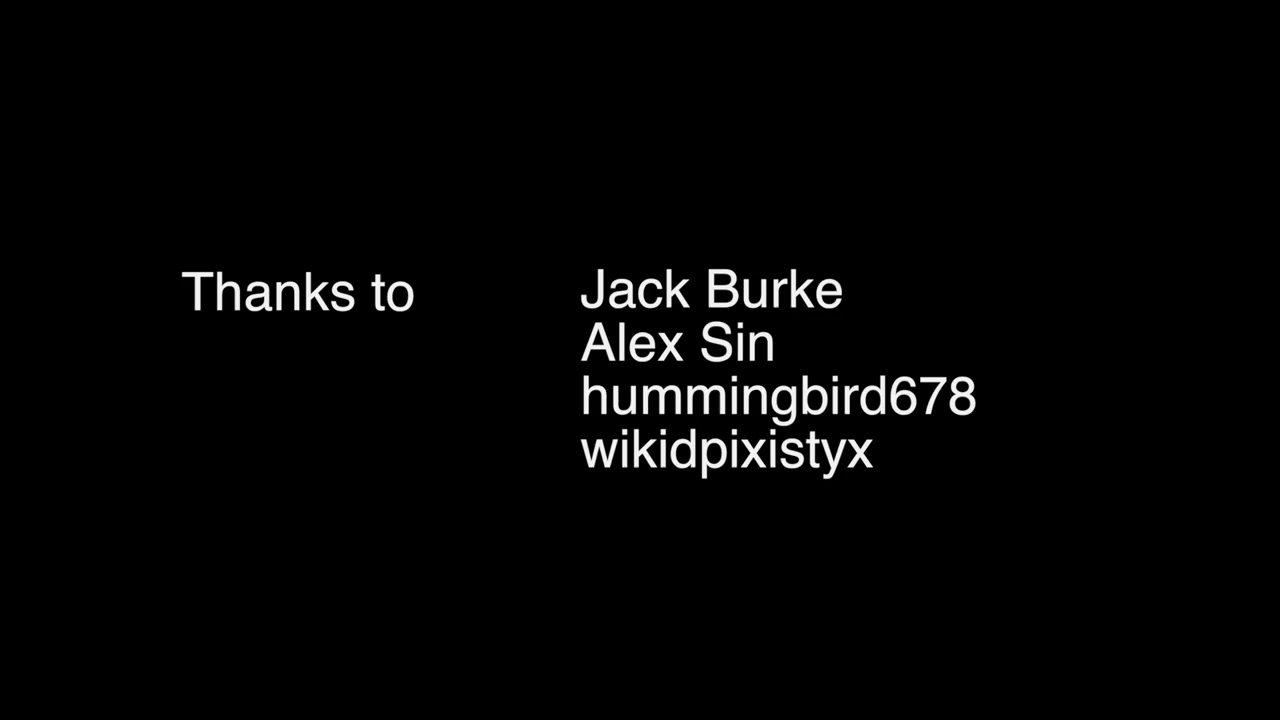 Thanks to
Jack Burke
Alex Sin
hummingbird678
wikidpixistyx